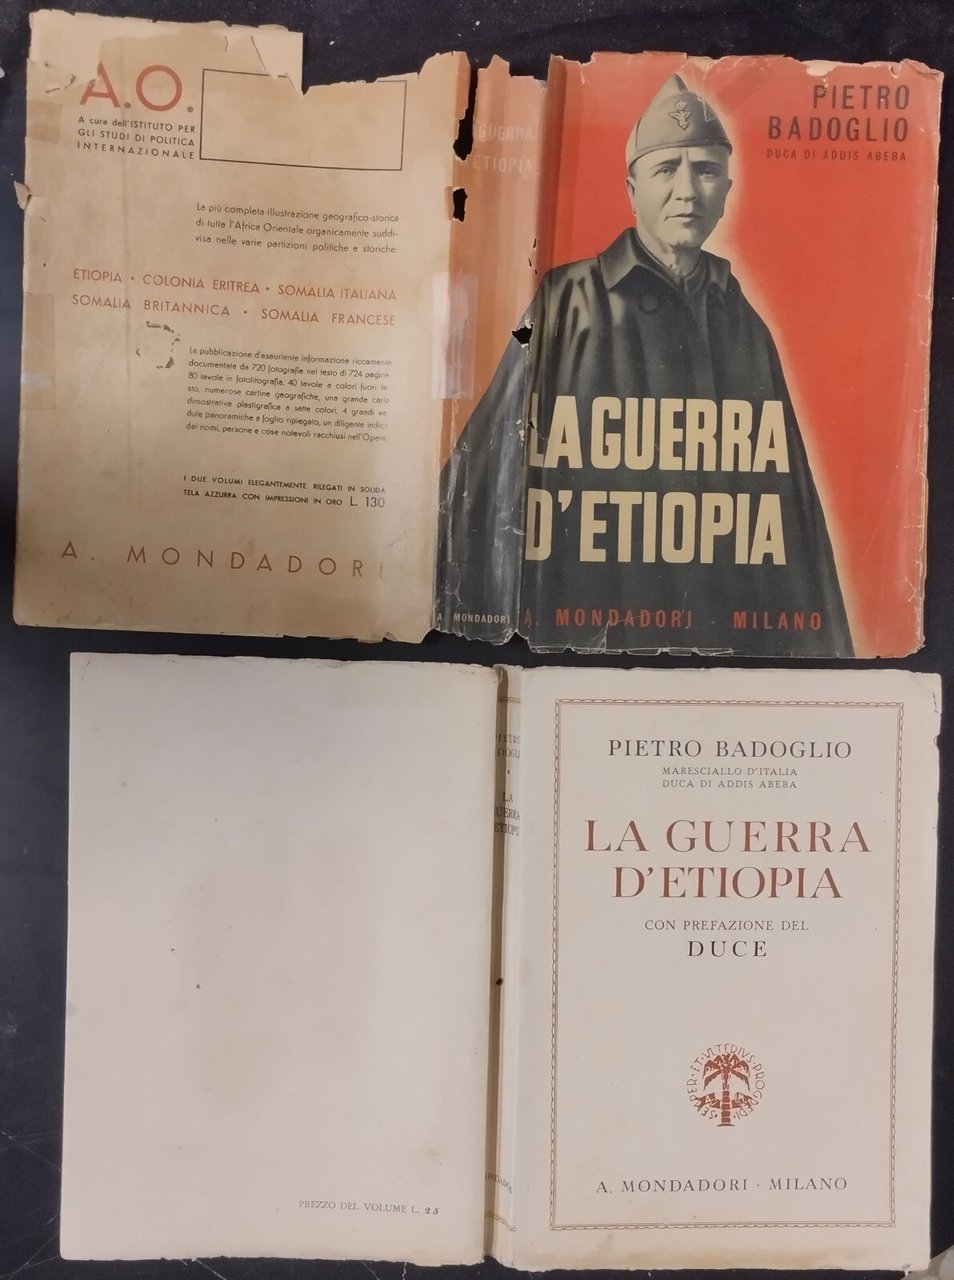 A.O.
A cura dell'ISTITUTO PER
GLI STUDI DI POLITICA
INTERNAZIONALE
La più completa illustrazione geografico-storica
di tutta l'Africa Orientale organicamente suddi-
visa nelle varie partizioni politiche e storiche:
ETIOPIA • COLONIA ERITREA • SOMALIA ITALIANA
SOMALIA BRITANNICA • SOMALIA FRANCESE
La pubblicazione d'esauriente informazione riccamente
documentata da 720 fotografie nel testo di 724 pagine,
80 tavole in fotolitografia, 40 tavole a colori fuori te-
sto, numerose cartine geografiche, una grande carta
dimostrativa plastigrafica a sette colori, 4 grandi ve-
dute panoramiche a foglio ripiegato, un diligente indice
dei nomi, persone e cose notevoli racchiusi nell'Opera
I DUE VOLUMI ELEGANTEMENTE RILEGATI IN SOLIDA
TELA AZZURRA CON IMPRESSIONI IN ORO L. 130
A. MONDADORI
GUERRA
ETIOPIA
A. MONDADORI
PIETRO
BADOGLIO
DUCA DI ADDIS ABEBA
LA GUERRA
D'ETIOPIA
A. MONDADORI MILANO
PREZZO DEL VOLUME L. 25
LA
PIETRO BADOGLIO
MARESCIALLO D'ITALIA
DUCA DI ADDIS ABEBA
LA GUERRA
D'ETIOPIA
CON PREFAZIONE DEL
DUCE
SEMPER·ET·VLTERIVS·PROGREDI
A. MONDADORI · MILANO